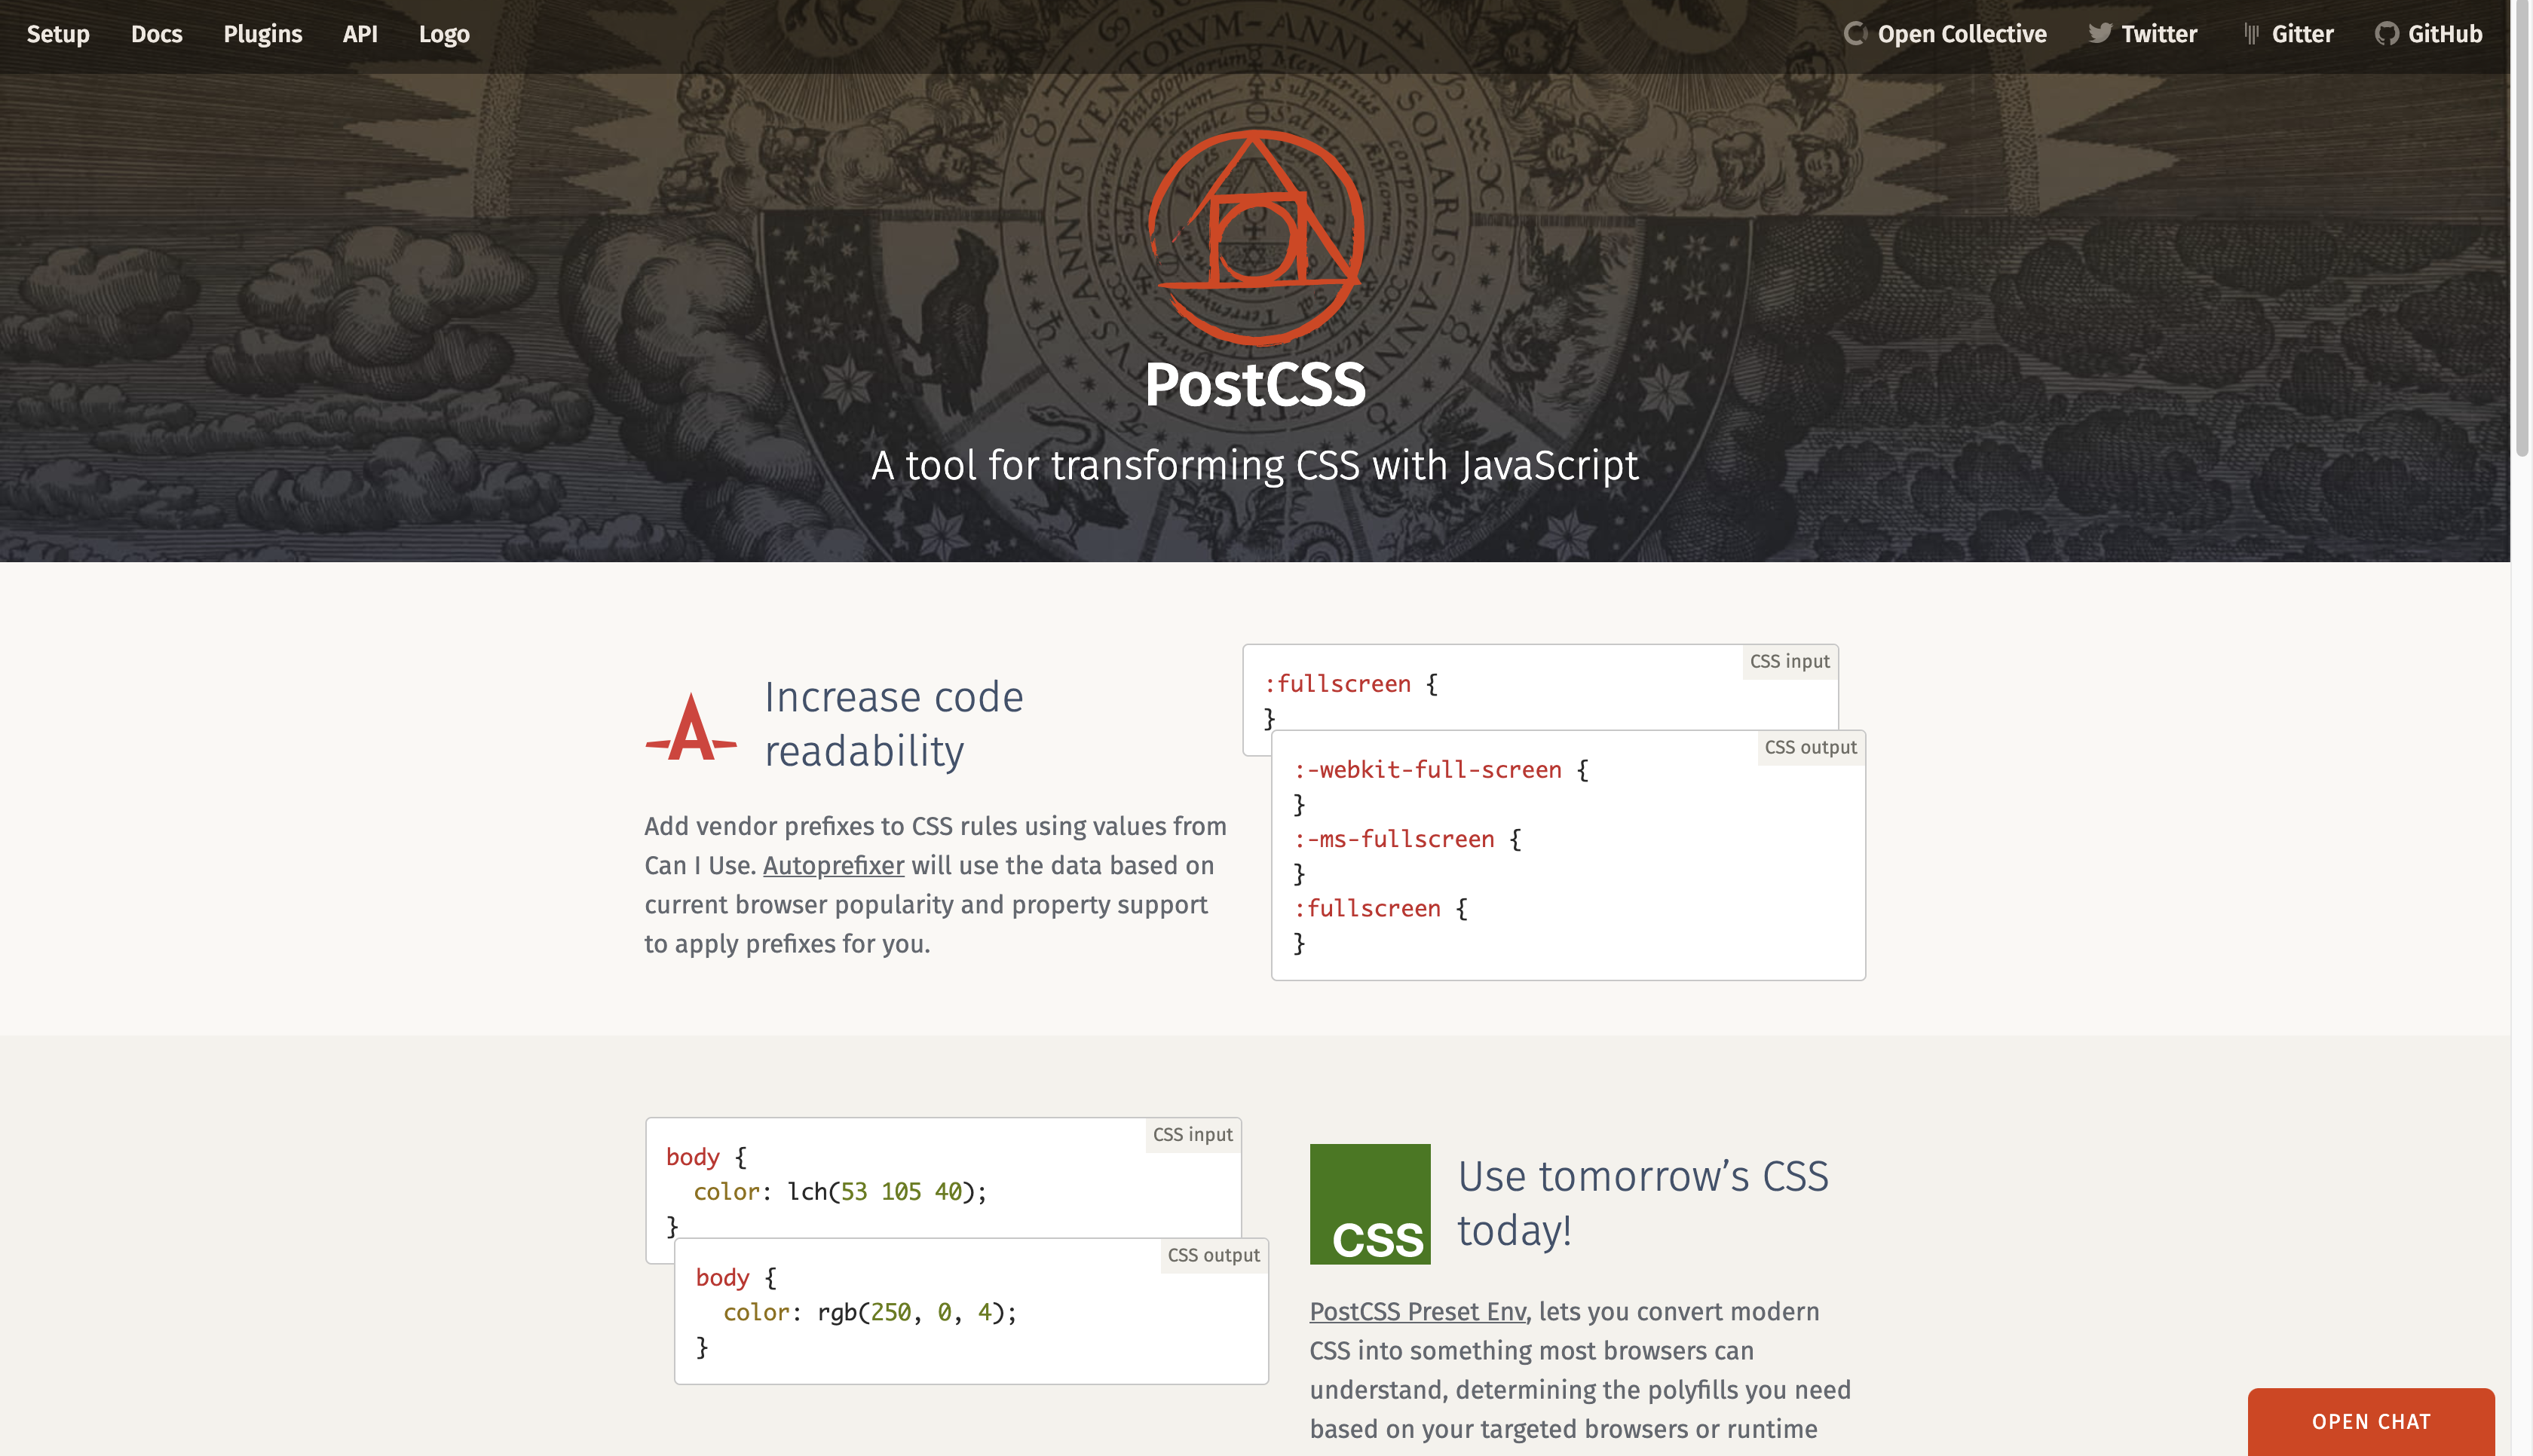 Setup Docs Plugins API Logo
Open Collective Twitter Gitter GitHub
PostCSS
A tool for transforming CSS with JavaScript
Increase code
readability
Add vendor prefixes to CSS rules using values from
Can I Use. Autoprefixer will use the data based on
current browser popularity and property support
to apply prefixes for you.
CSS input
:fullscreen {
}
CSS output
:-webkit-full-screen {
}
:-ms-fullscreen {
}
:fullscreen {
}
CSS input
body {
  color: lch(53 105 40);
}
CSS output
body {
  color: rgb(250, 0, 4);
}
CSS
Use tomorrow’s CSS
today!
PostCSS Preset Env, lets you convert modern
CSS into something most browsers can
understand, determining the polyfills you need
based on your targeted browsers or runtime
OPEN CHAT